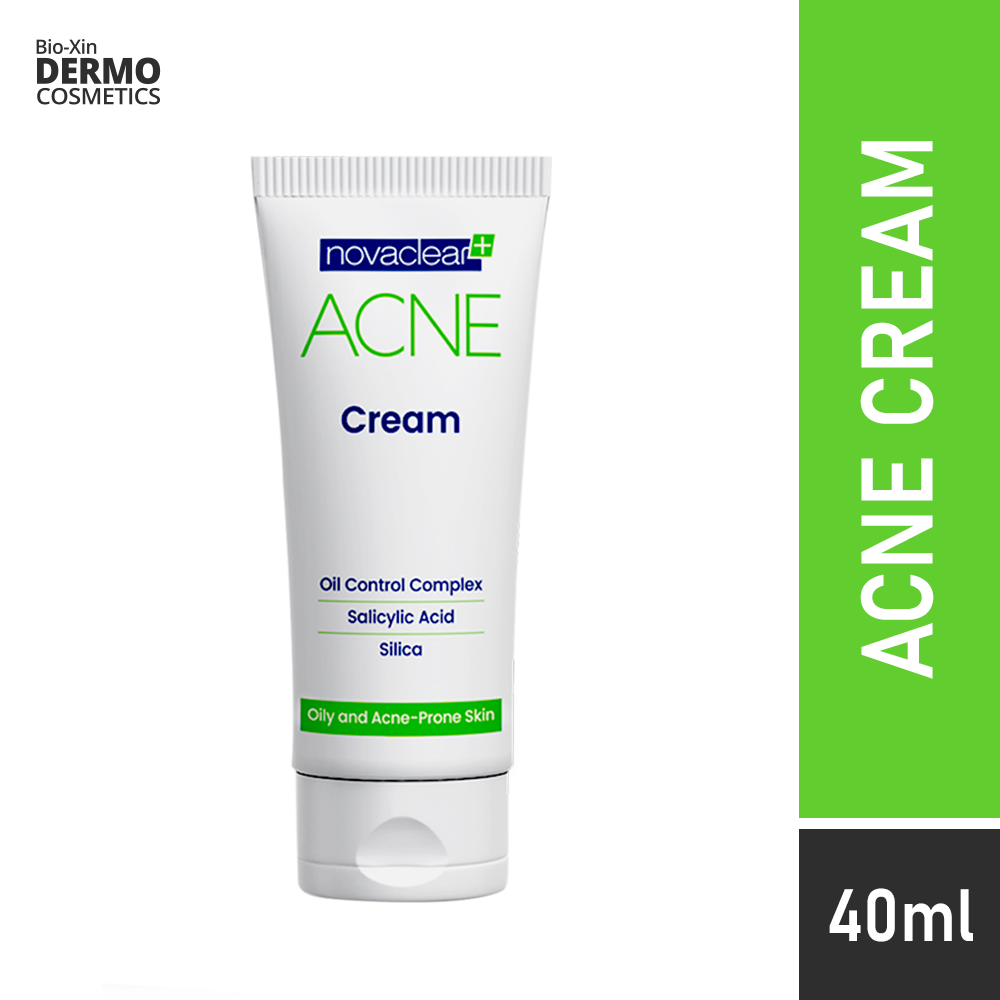 Bio-Xin
DERMO
COSMETICS
novaclear+
ACNE
Cream
Oil Control Complex
Salicylic Acid
Silica
Oily and Acne-Prone Skin
ACNE CREAM
40ml